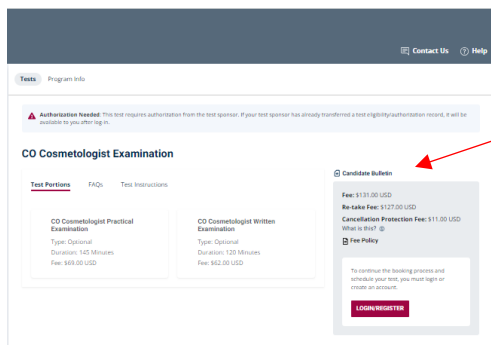 Contact Us
Help
Tests
Program Info
Authorization Needed: This test requires authorization from the test sponsor. If your test sponsor has already transferred a test eligibility/authorization record, it will be
available to you after log-in.
CO Cosmetologist Examination
Candidate Bulletin
Test Portions
FAQs
Test Instructions
Fee: $131.00 USD
Re-take Fee: $127.00 USD
Cancellation Protection Fee: $11.00 USD
What is this?
Fee Policy
CO Cosmetologist Practical
Examination
Type: Optional
Duration: 145 Minutes
Fee: $69.00 USD
CO Cosmetologist Written
Examination
Type: Optional
Duration: 120 Minutes
Fee: $62.00 USD
To continue the booking process and
schedule your test, you must login or
create an account.
LOGIN/REGISTER